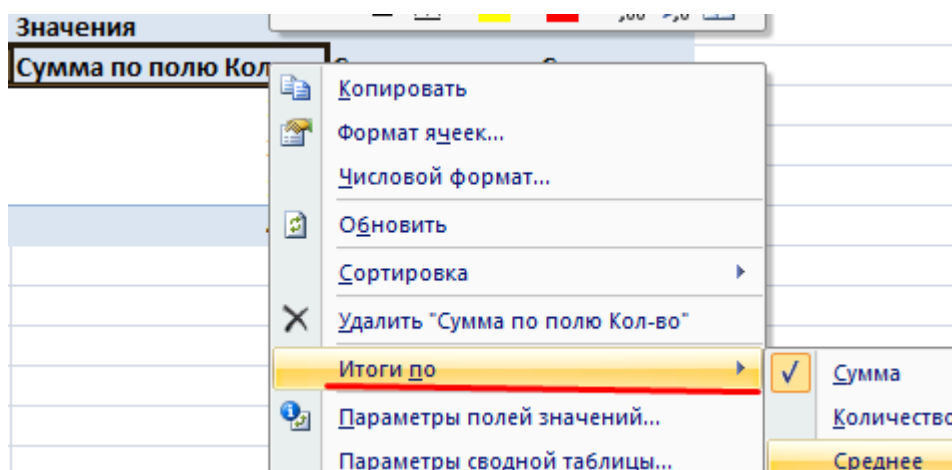 Значения
Сумма по полю Кол
Копировать
Формат ячеек...
Числовой формат...
Обновить
Сортировка
Удалить "Сумма по полю Кол-во"
Итоги по
Сумма
Параметры полей значений...
Количество
Параметры сводной таблицы...
Среднее